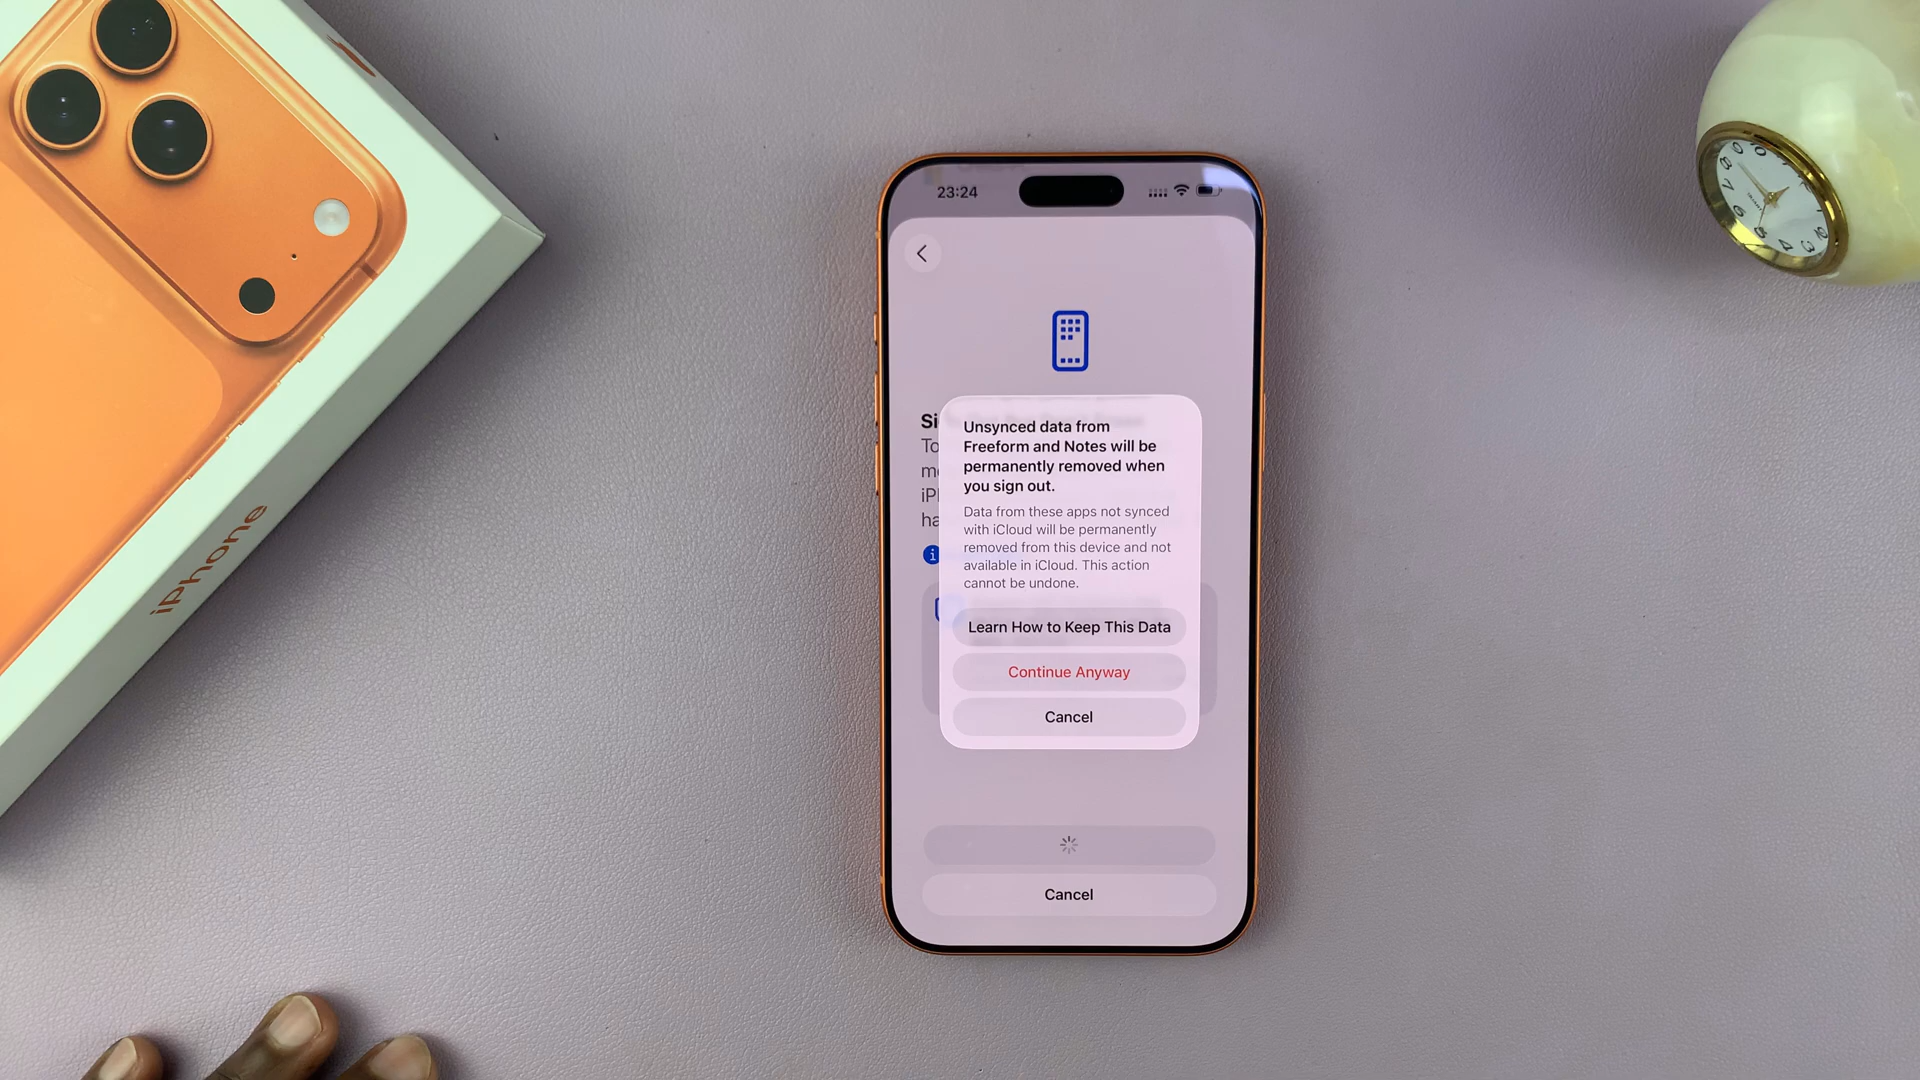 iPhone
23:24
Unsynced data from
Freeform and Notes will be
permanently removed when
you sign out.
Data from these apps not synced
with iCloud will be permanently
removed from this device and not
available in iCloud. This action
cannot be undone.
Learn How to Keep This Data
Continue Anyway
Cancel
Cancel